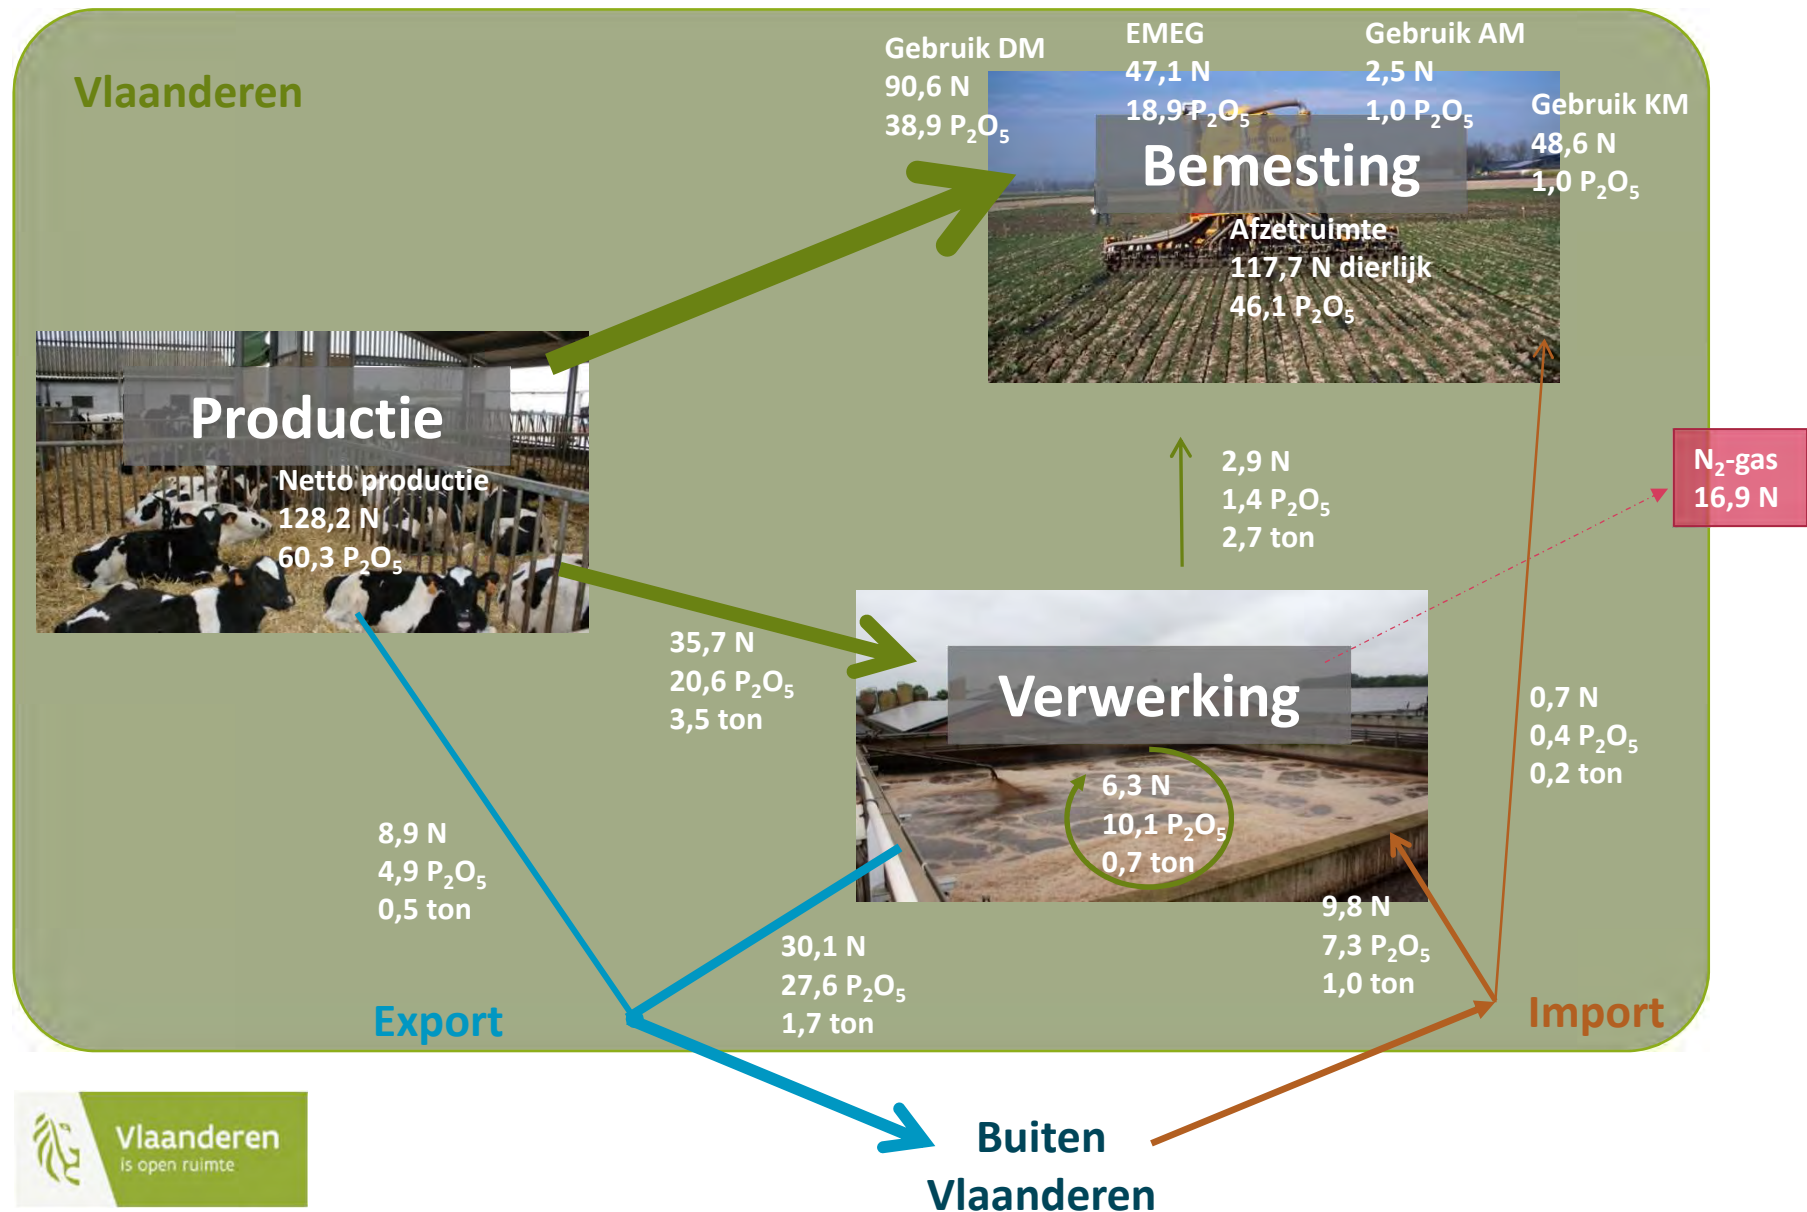 Vlaanderen
Gebruik DM
90,6 N
38,9 P₂O₅
EMEG
47,1 N
18,9 P₂O₅
Gebruik AM
2,5 N
1,0 P₂O₅
Gebruik KM
48,6 N
1,0 P₂O₅
Bemesting
Afzetruimte
117,7 N dierlijk
46,1 P₂O₅
Productie
Netto productie
128,2 N
60,3 P₂O₅
2,9 N
1,4 P₂O₅
2,7 ton
N₂-gas
16,9 N
35,7 N
20,6 P₂O₅
3,5 ton
Verwerking
6,3 N
10,1 P₂O₅
0,7 ton
0,7 N
0,4 P₂O₅
0,2 ton
8,9 N
4,9 P₂O₅
0,5 ton
30,1 N
27,6 P₂O₅
1,7 ton
9,8 N
7,3 P₂O₅
1,0 ton
Export
Import
Buiten
Vlaanderen
Vlaanderen
is open ruimte